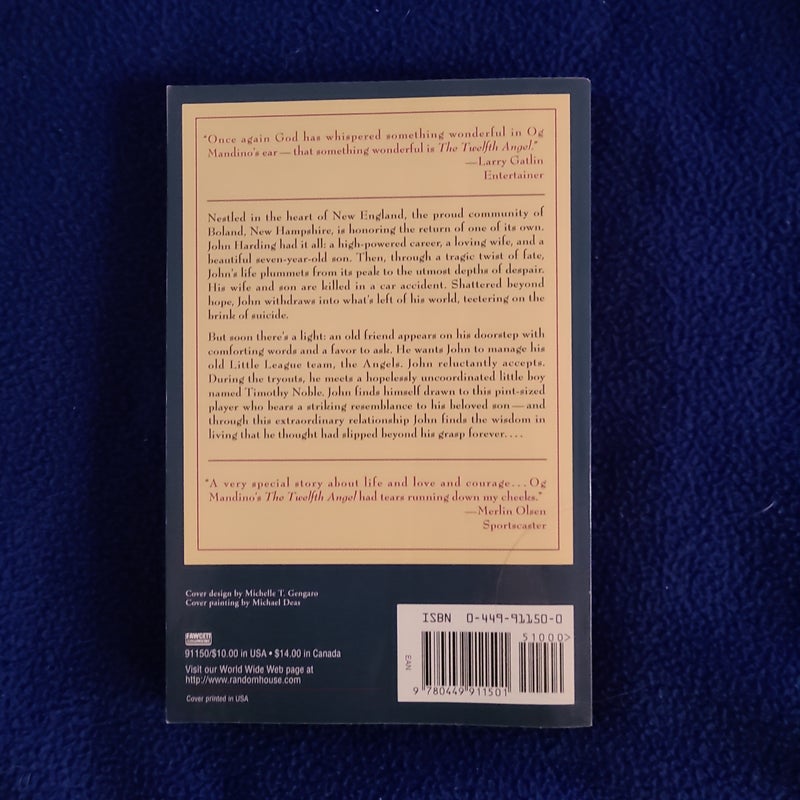 "Once again God has whispered something wonderful in Og
Mandino's ear—that something wonderful is The Twelfth Angel."
—Larry Gatlin
Entertainer
Nestled in the heart of New England, the proud community of
Boland, New Hampshire, is honoring the return of one of its own.
John Harding had it all: a high-powered career, a loving wife, and a
beautiful seven-year-old son. Then, through a tragic twist of fate,
John's life plummets from its peak to the utmost depths of despair.
His wife and son are killed in a car accident. Shattered beyond
hope, John withdraws into what's left of his world, teetering on the
brink of suicide.
But soon there's a light: an old friend appears on his doorstep with
comforting words and a favor to ask. He wants John to manage his
old Little League team, the Angels. John reluctantly accepts.
During the tryouts, he meets a hopelessly uncoordinated little boy
named Timothy Noble. John finds himself drawn to this pint-sized
player who bears a striking resemblance to his beloved son—and
through this extraordinary relationship John finds the wisdom in
living that he thought had slipped beyond his grasp forever....
"A very special story about life and love and courage...Og
Mandino's The Twelfth Angel had tears running down my cheeks."
—Merlin Olsen
Sportscaster
Cover design by Michelle T. Gengaro
Cover painting by Michael Deas
FAWCETT
91150/$10.00 in USA • $14.00 in Canada
Visit our World Wide Web page at
http://www.randomhouse.com
Cover printed in USA
ISBN 0-449-91150-0
51000>
EAN
9 780449 911501